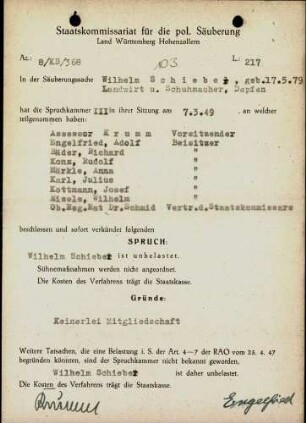 Staatskommissariat für die pol. Säuberung
Land Württemberg Hohenzollern
Az: 8/KB/368
103
L: 217
In der Säuberungssache Wilhelm Schieber, geb. 17.5.79
Landwirt u. Schuhmacher,
hat die Spruchkammer III in ihrer Sitzung am 7.3.49, an welcher
teilgenommen haben:
Assessor Krumm Vorsitzender
Engelfried, Adolf Beisitzer
Mäder, Richard "
Konz, Rudolf "
Märkle, Anna "
Karl, Julius "
Kottmann, Josef "
Wilhelm "
Ob.Reg.Rat Dr.Schmid Vertr.d.Staatskommissars
beschlossen und sofort verkündet folgenden
SPRUCH:
Wilhelm Schieber ist unbelastet.
Sühnemaßnahmen werden nicht angeordnet.
Die Kosten des Verfahrens trägt die Staatskasse.
Gründe:
Keinerlei Mitgliedschaft
Weitere Tatsachen, die eine Belastung i. S. der Art. 4—7 der RAO vom 25. 4. 47
begründen könnten, sind der Spruchkammer nicht bekannt geworden.
Wilhelm Schieber ist daher unbelastet.
Die Kosten des Verfahrens trägt die Staatskasse.
Krumm
Engelfried